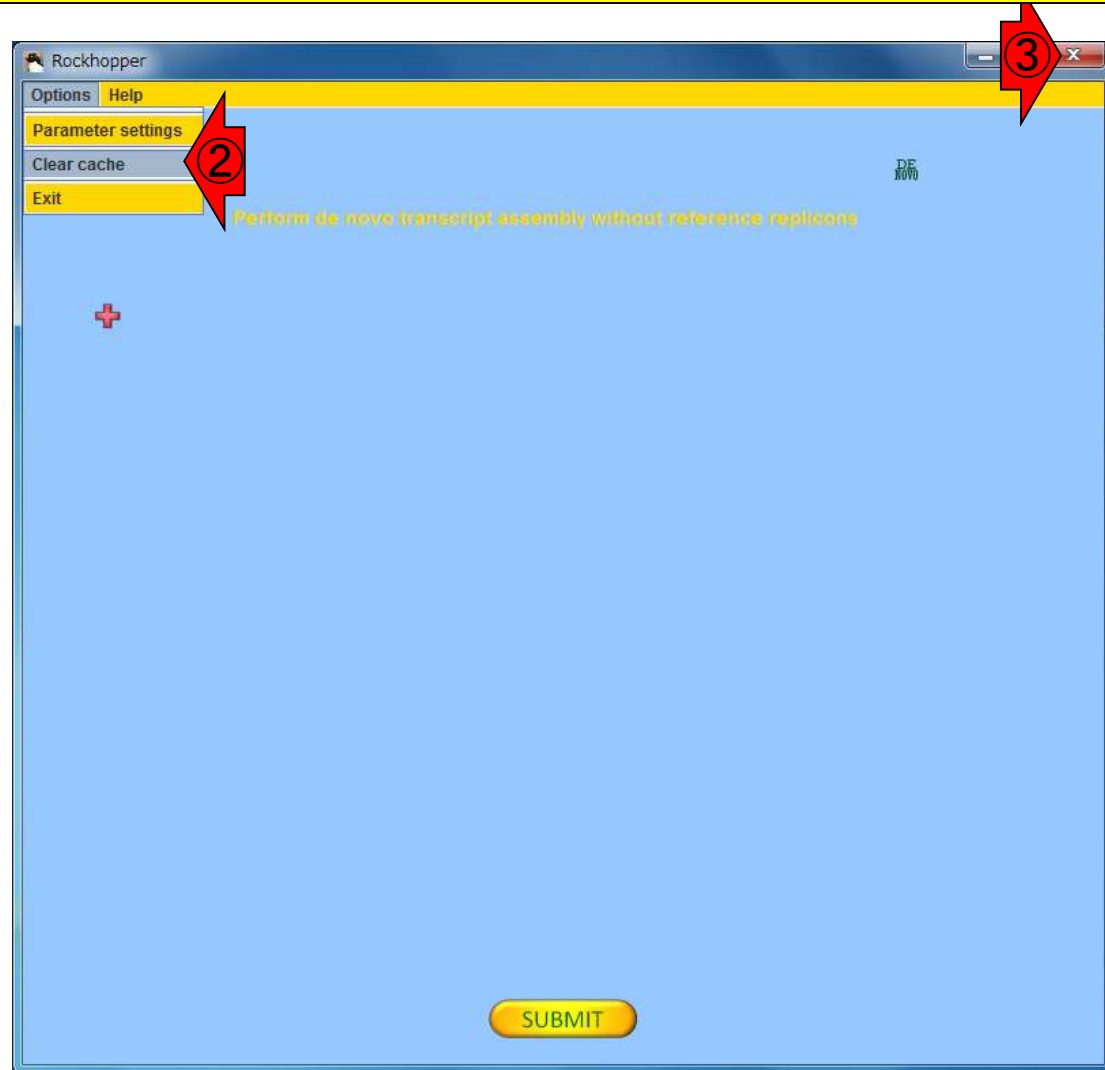 ③
Rockhopper
Options Help
Parameter settings
Clear cache
②
Exit
DE
NOVO
Perform de novo transcript assembly without reference replicons
SUBMIT